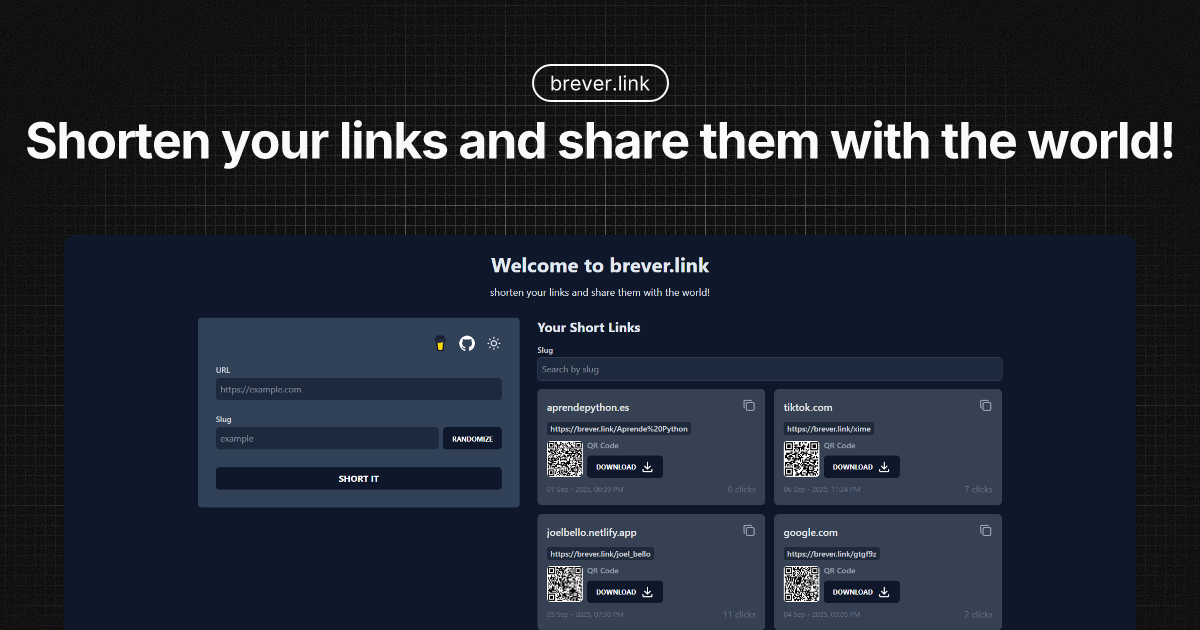 brever.link
Shorten your links and share them with the world!
Welcome to brever.link
shorten your links and share them with the world!
URL
https://example.com
Slug
example
RANDOMIZE
SHORT IT
Your Short Links
Slug
Search by slug
aprendepython.es
https://brever.link/Aprende%20Python
QR Code
DOWNLOAD
07 Sep - 2025, 06:39 PM
0 clicks
tiktok.com
https://brever.link/xime
QR Code
DOWNLOAD
06 Sep - 2025, 11:24 PM
7 clicks
joelbello.netlify.app
https://brever.link/joel_bello
QR Code
DOWNLOAD
05 Sep - 2025, 07:30 PM
11 clicks
google.com
https://brever.link/gtgf9z
QR Code
DOWNLOAD
04 Sep - 2025, 03:05 PM
2 clicks